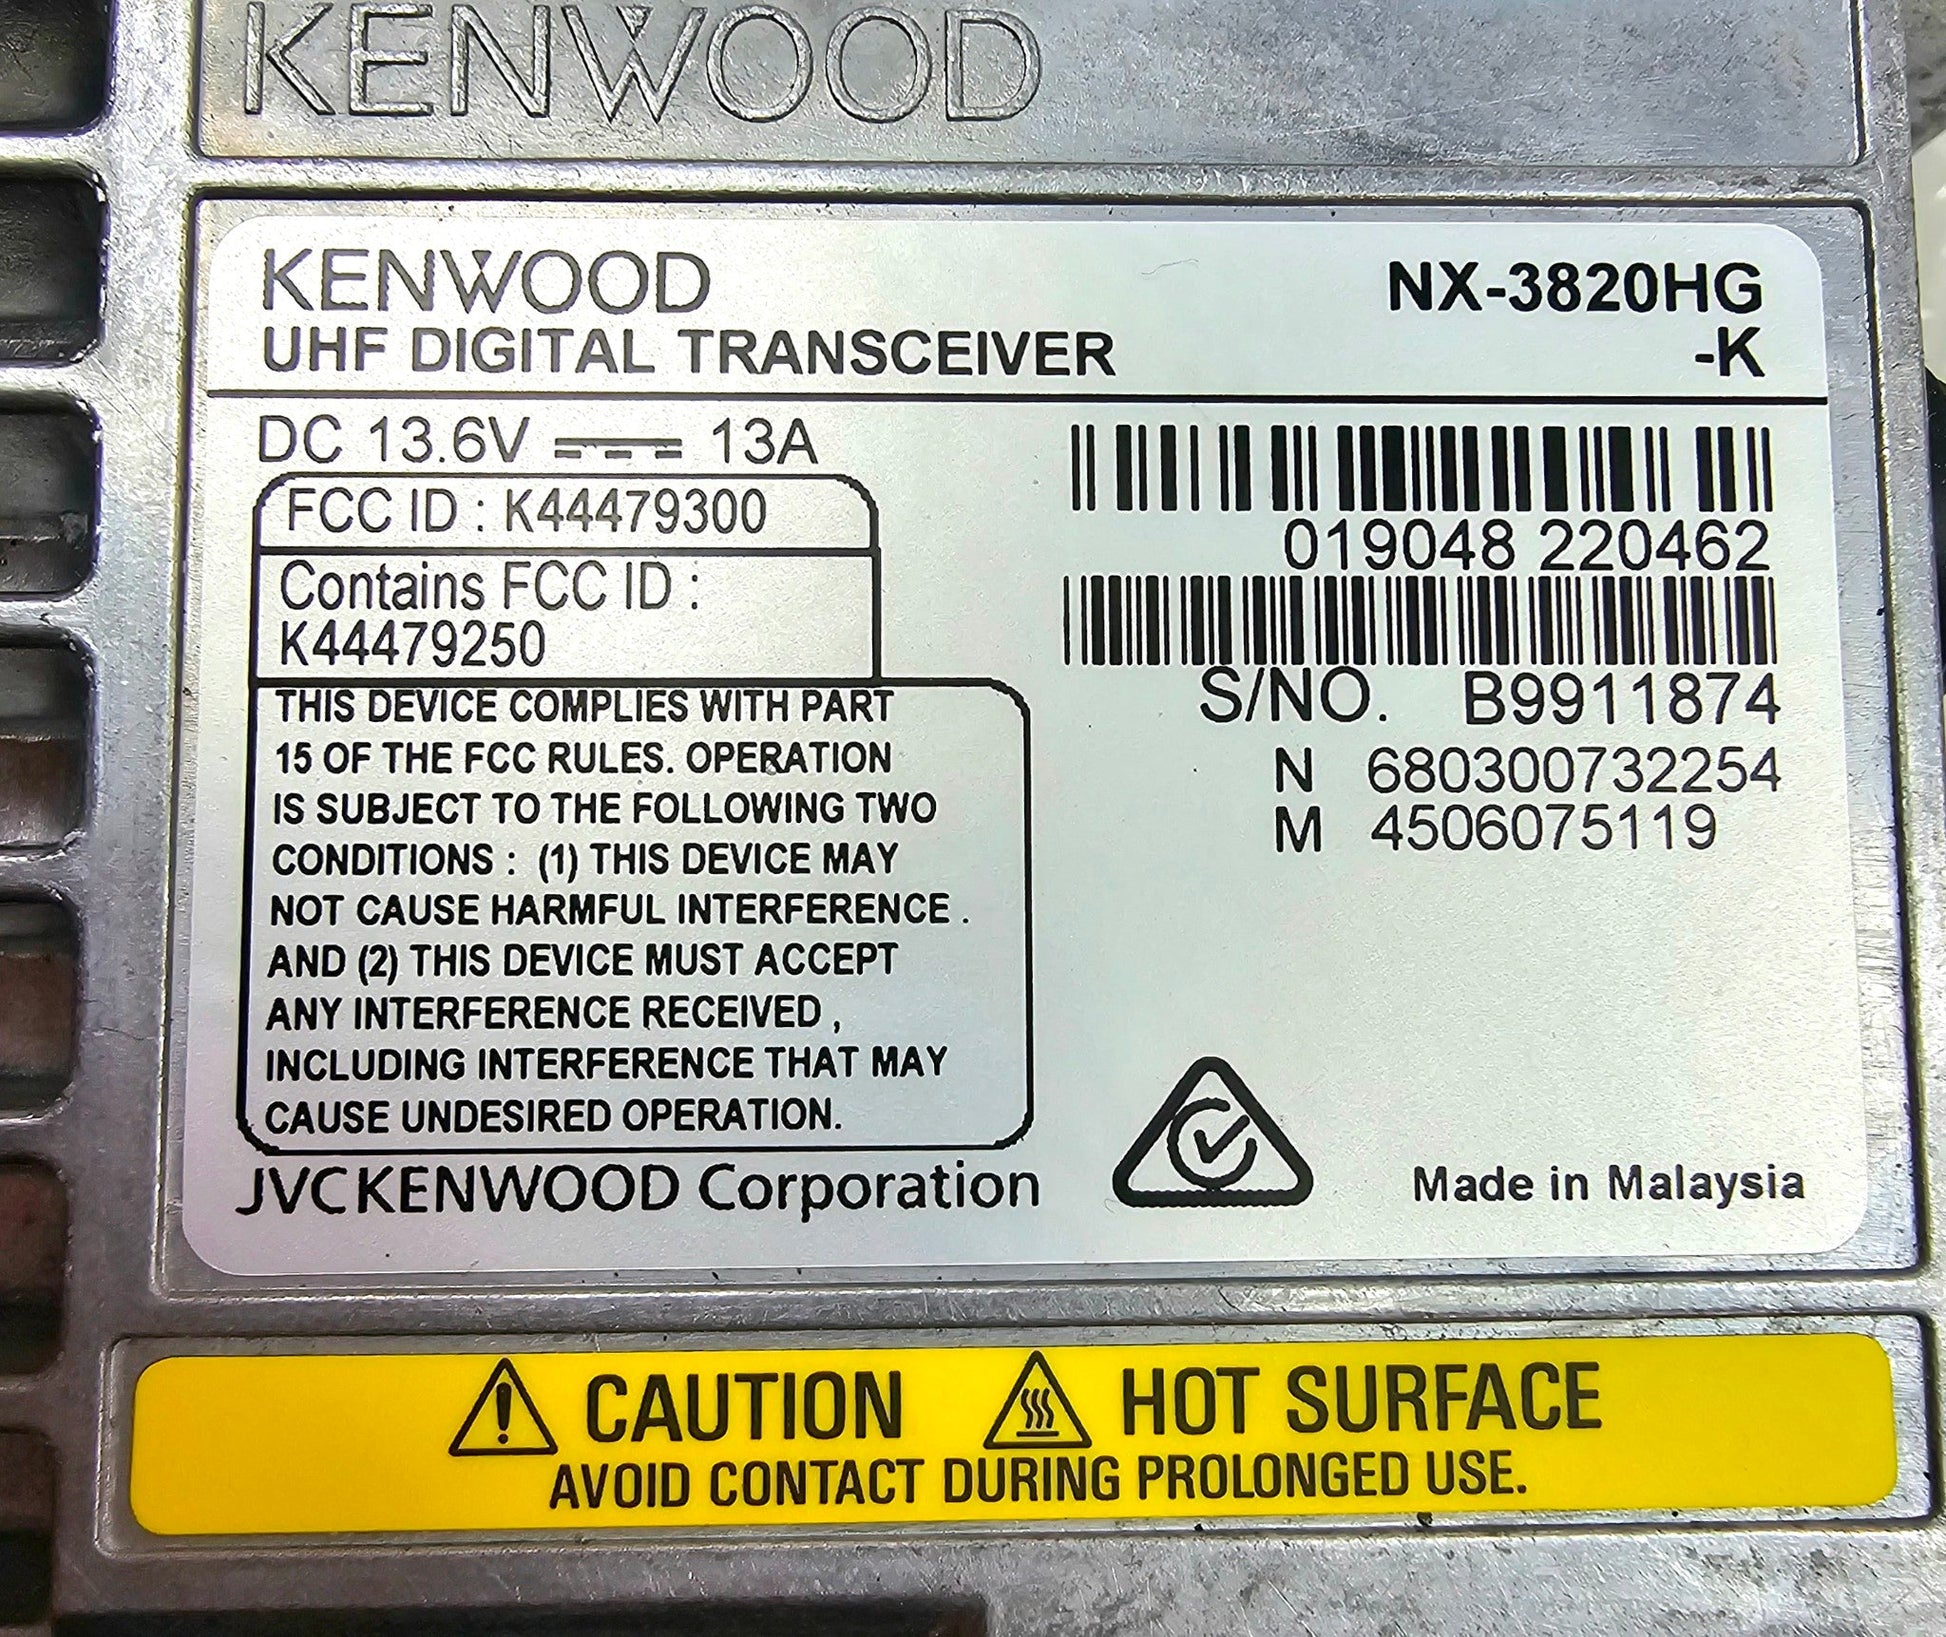 KENWOOD
KENWOOD
UHF DIGITAL TRANSCEIVER
NX-3820HG
-K
DC 13.6V 13A
FCC ID : K44479300
Contains FCC ID :
K44479250
THIS DEVICE COMPLIES WITH PART
15 OF THE FCC RULES. OPERATION
IS SUBJECT TO THE FOLLOWING TWO
CONDITIONS : (1) THIS DEVICE MAY
NOT CAUSE HARMFUL INTERFERENCE .
AND (2) THIS DEVICE MUST ACCEPT
ANY INTERFERENCE RECEIVED ,
INCLUDING INTERFERENCE THAT MAY
CAUSE UNDESIRED OPERATION.
JVCKENWOOD Corporation
019048 220462
S/NO. B9911874
N 680300732254
M 4506075119
Made in Malaysia
CAUTION HOT SURFACE
AVOID CONTACT DURING PROLONGED USE.